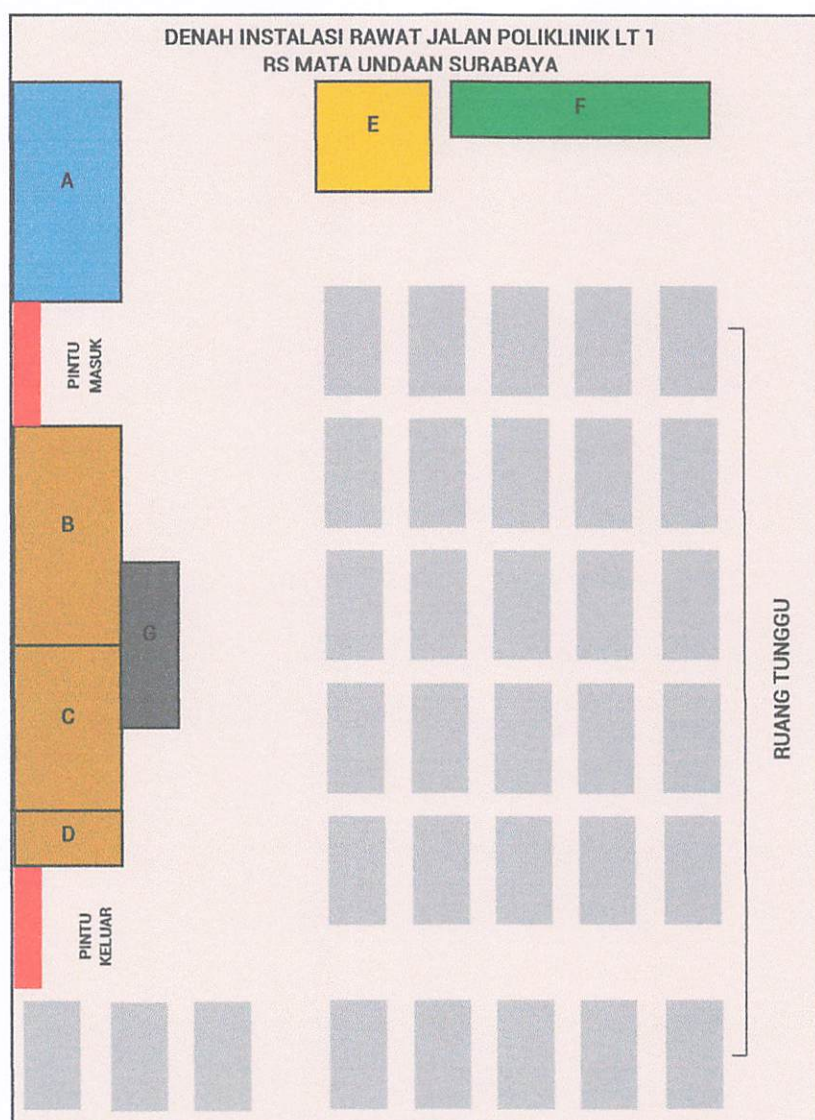 DENAH INSTALASI RAWAT JALAN POLIKLINIK LT 1
RS MATA UNDAAN SURABAYA
A
E
F
PINTU
MASUK
B
G
C
D
RUANG TUNGGU
PINTU
KELUAR